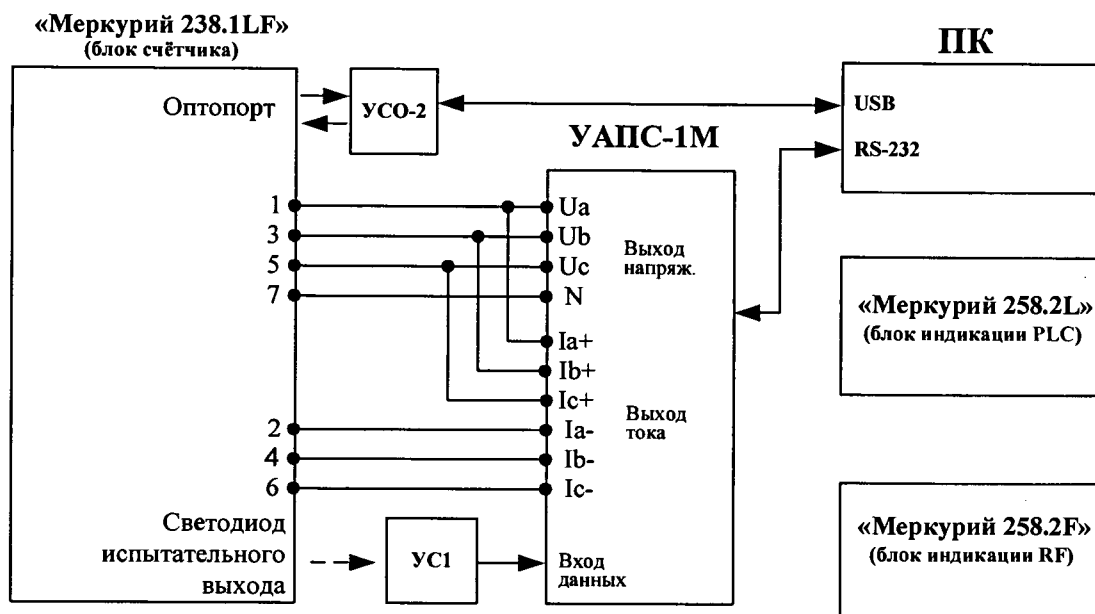 «Меркурий 238.1LF»
(блок счётчика)
Оптопорт
1
3
5
7
2
4
6
Светодиод
испытательного
выхода
УСО-2
УС1
УАПС-1М
Ua
Ub
Uc
N
Ia+
Ib+
Ic+
Ia-
Ib-
Ic-
Выход
напряж.
Выход
тока
Вход
данных
ПК
USB
RS-232
«Меркурий 258.2L»
(блок индикации PLC)
«Меркурий 258.2F»
(блок индикации RF)